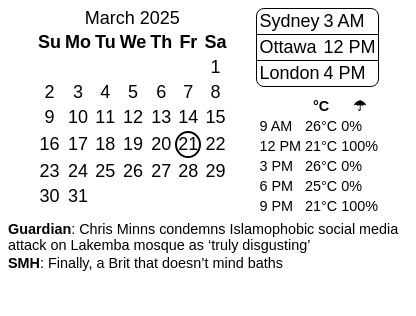 March 2025
Su Mo Tu We Th Fr Sa
1
2 3 4 5 6 7 8
9 10 11 12 13 14 15
16 17 18 19 20 21 22
23 24 25 26 27 28 29
30 31
Sydney 3 AM
Ottawa 12 PM
London 4 PM
°C ☂
9 AM 26°C 0%
12 PM 21°C 100%
3 PM 26°C 0%
6 PM 25°C 0%
9 PM 21°C 100%
Guardian: Chris Minns condemns Islamophobic social media
attack on Lakemba mosque as ‘truly disgusting’
SMH: Finally, a Brit that doesn’t mind baths